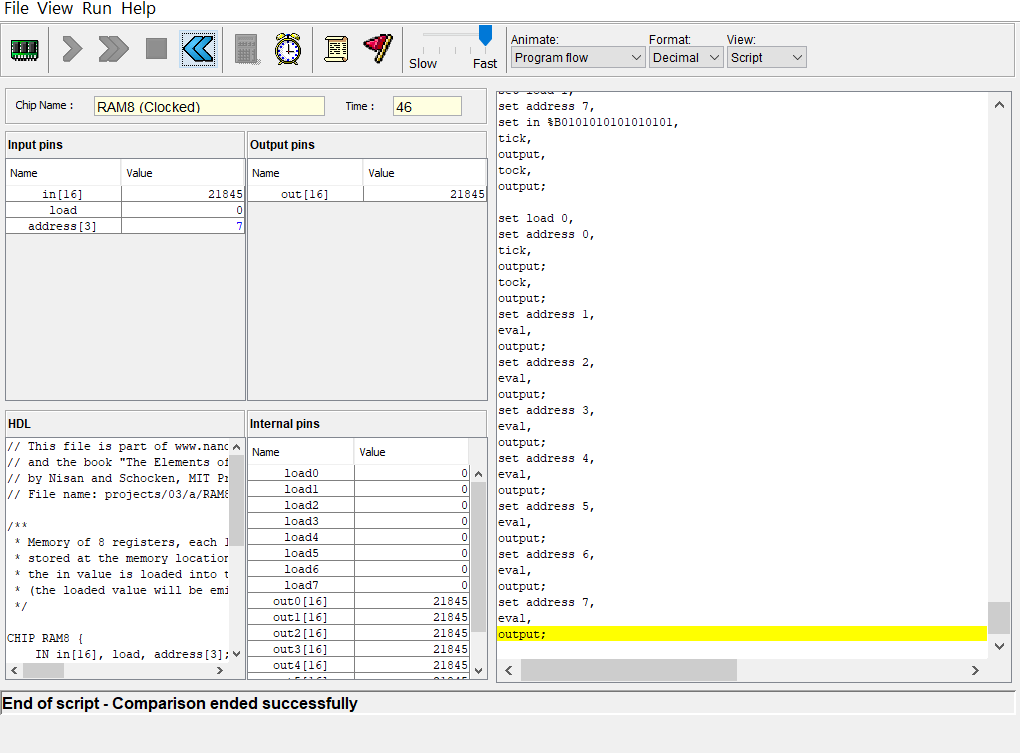 File View Run Help
Slow Fast
Animate: Format: View:
Program flow Decimal Script
Chip Name : RAM8 (Clocked) Time : 46
Input pins
Name Value
in[16] 21845
load 0
address[3] 7
Output pins
Name Value
out[16] 21845
HDL
// This file is part of www.nand
// and the book "The Elements of
// by Nisan and Schocken, MIT Pr
// File name: projects/03/a/RAM8
/**
* Memory of 8 registers, each 1
* stored at the memory location
* the in value is loaded into t
* (the loaded value will be emi
*/
CHIP RAM8 {
IN in[16], load, address[3];
Internal pins
Name Value
load0 0
load1 0
load2 0
load3 0
load4 0
load5 0
load6 0
load7 0
out0[16] 21845
out1[16] 21845
out2[16] 21845
out3[16] 21845
out4[16] 21845
set load 1,
set address 7,
set in %B0101010101010101,
tick,
output,
tock,
output;
set load 0,
set address 0,
tick,
output;
tock,
output;
set address 1,
eval,
output;
set address 2,
eval,
output;
set address 3,
eval,
output;
set address 4,
eval,
output;
set address 5,
eval,
output;
set address 6,
eval,
output;
set address 7,
eval,
output;
End of script - Comparison ended successfully